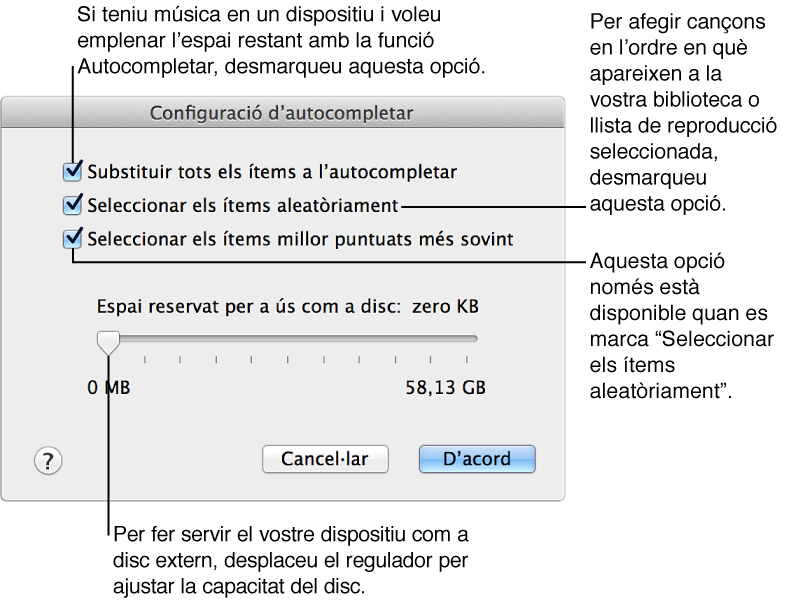 Si teniu música en un dispositiu i voleu
emplenar l’espai restant amb la funció
Autocompletar, desmarqueu aquesta opció.
Per afegir cançons
en l’ordre en què
apareixen a la
vostra biblioteca o
llista de reproducció
seleccionada,
desmarqueu
aquesta opció.
Configuració d’autocompletar
Substituir tots els ítems a l’autocompletar
Seleccionar els ítems aleatòriament
Seleccionar els ítems millor puntuats més sovint
Aquesta opció
només està
disponible quan es
marca “Seleccionar
els ítems
aleatòriament”.
Espai reservat per a ús com a disc: zero KB
0 MB
58,13 GB
?
Cancel·lar
D’acord
Per fer servir el vostre dispositiu com a
disc extern, desplaceu el regulador per
ajustar la capacitat del disc.